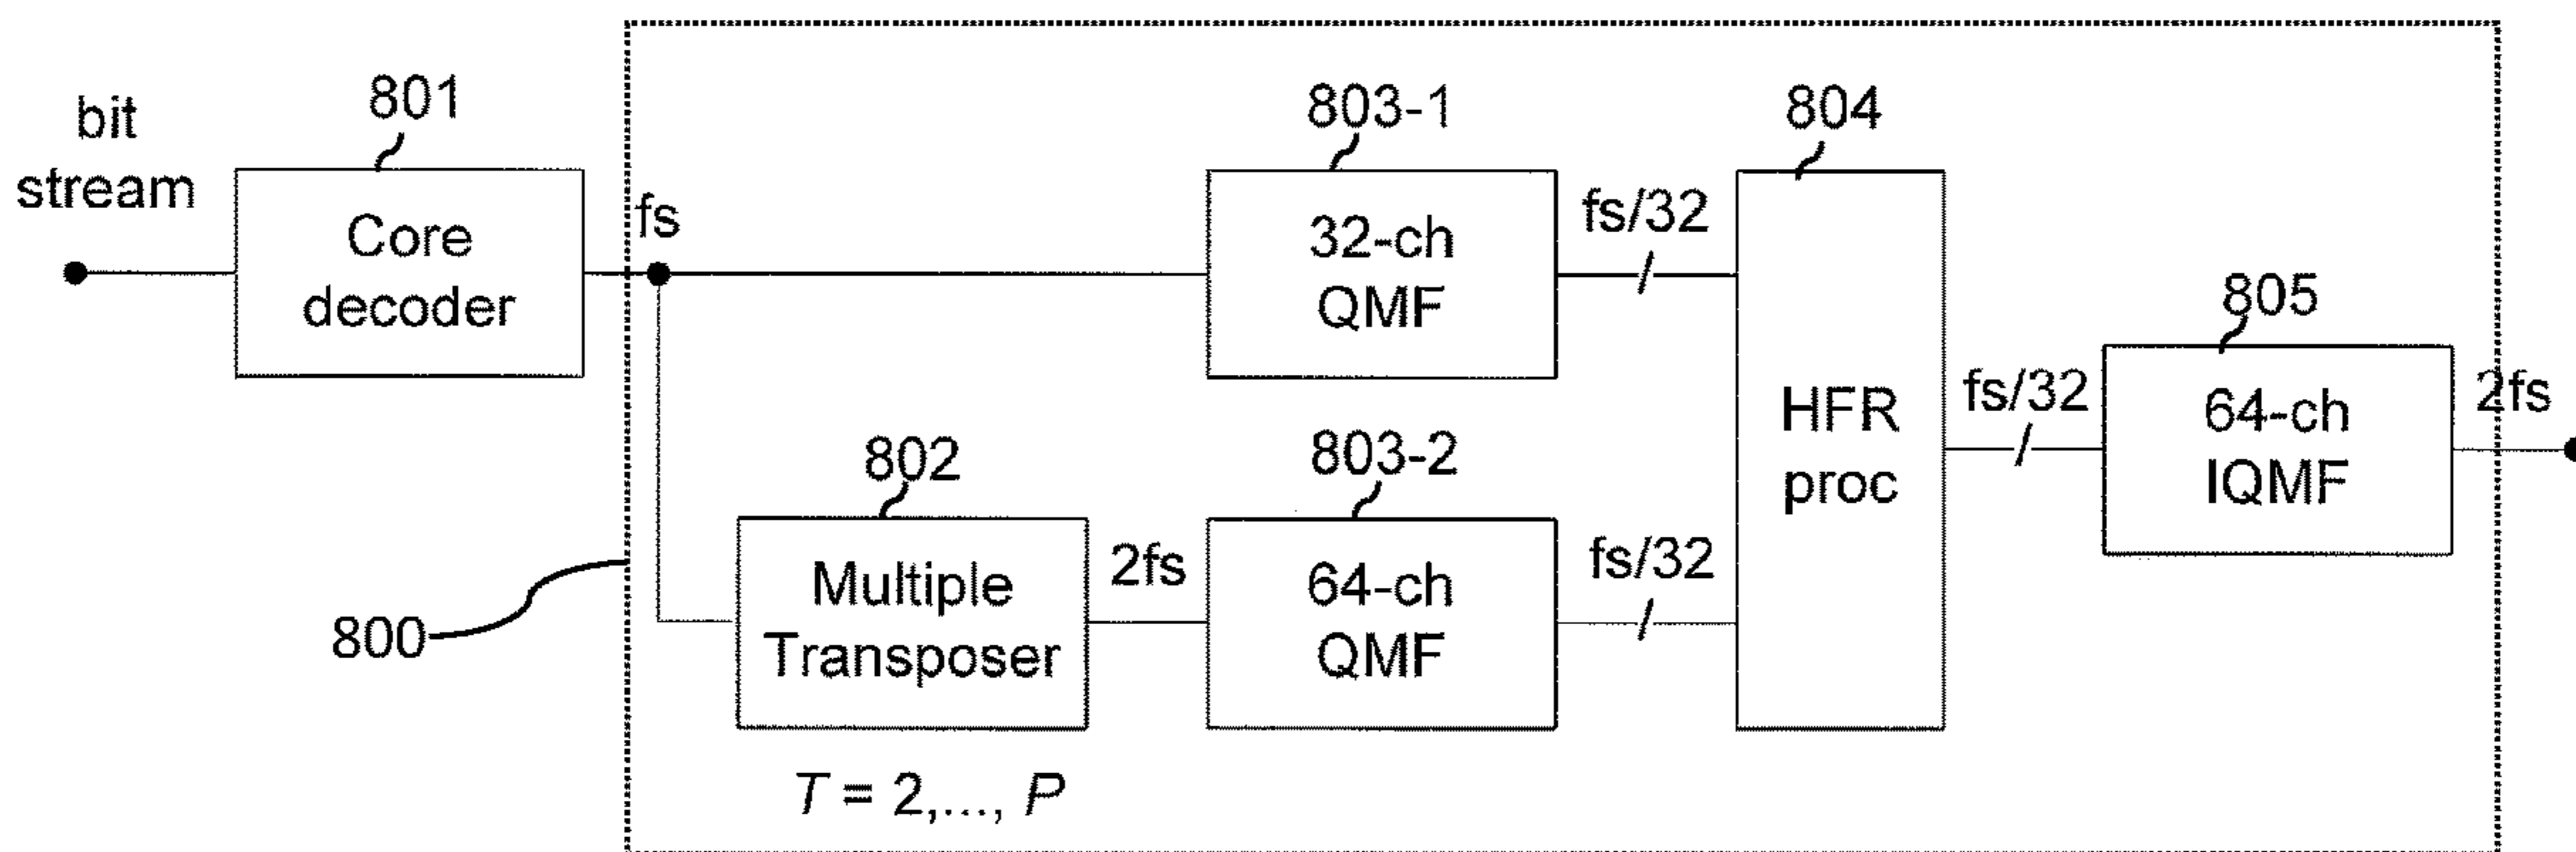 bit
stream
801
Core
decoder
fs
803-1
32-ch
QMF
fs/32
804
HFR
proc
802
Multiple
Transposer
T = 2,..., P
2fs
803-2
64-ch
QMF
fs/32
fs/32
805
64-ch
IQMF
2fs
800